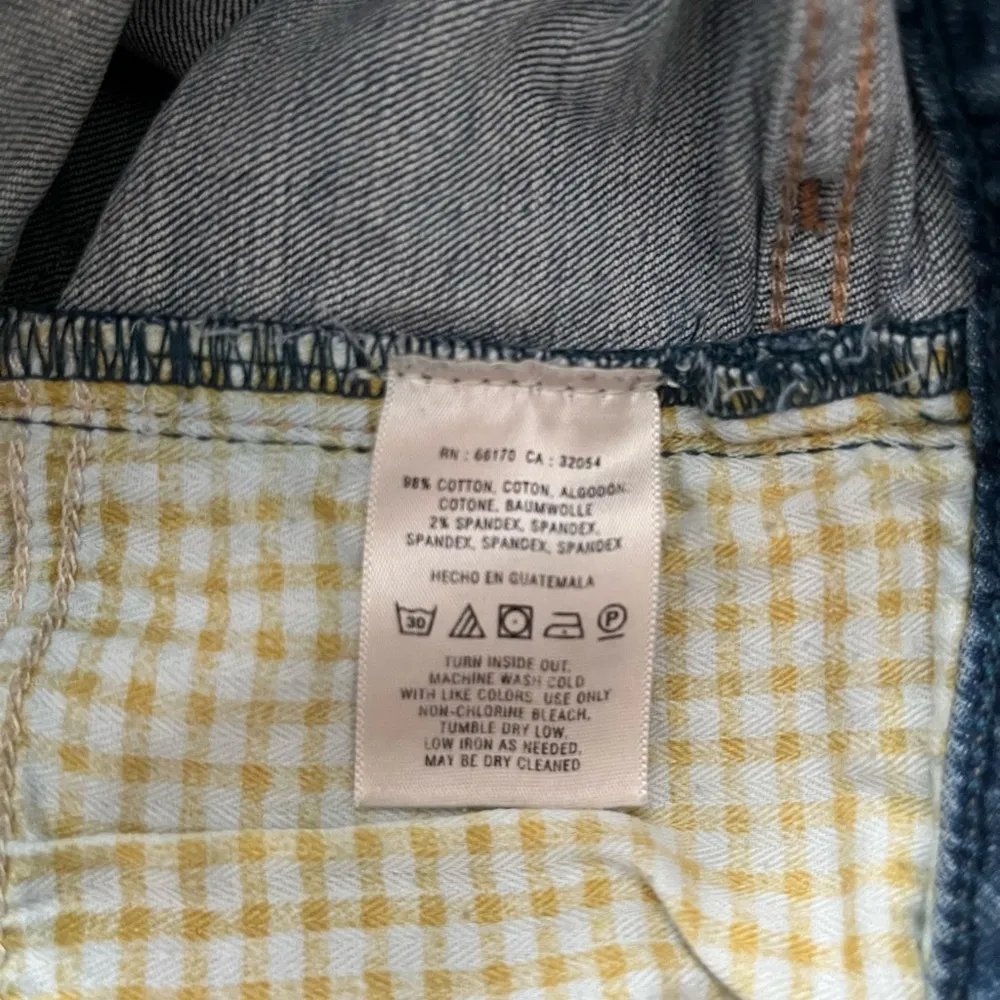 RN : 66170 CA : 32054
98% COTTON, COTON, ALGODÓN,
COTONE, BAUMWOLLE
2% SPANDEX, SPANDEX,
SPANDEX, SPANDEX, SPANDEX
HECHO EN GUATEMALA
30 P
TURN INSIDE OUT.
MACHINE WASH COLD
WITH LIKE COLORS. USE ONLY
NON-CHLORINE BLEACH.
TUMBLE DRY LOW.
LOW IRON AS NEEDED.
MAY BE DRY CLEANED